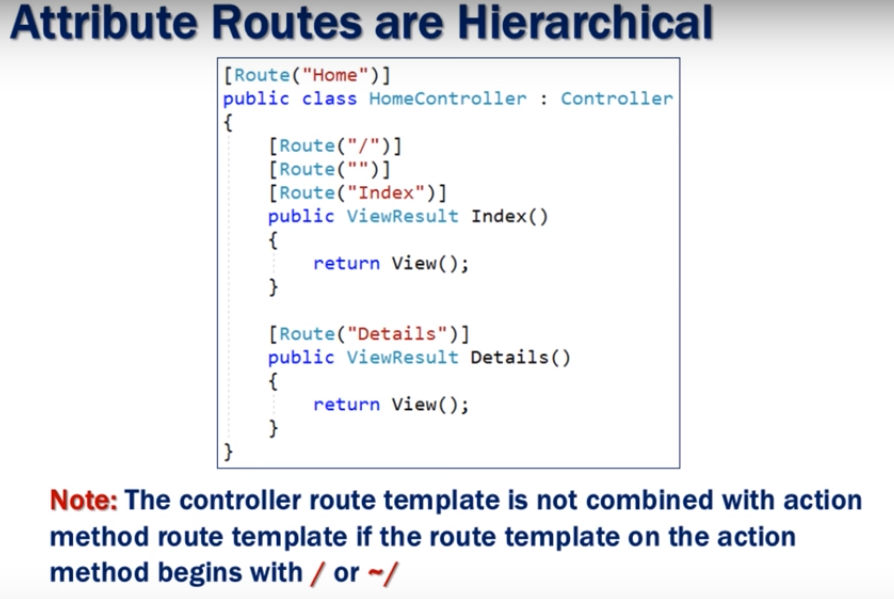 Attribute Routes are Hierarchical
[Route("Home")]
public class HomeController : Controller
{
[Route("/")]
[Route("")]
[Route("Index")]
public ViewResult Index()
{
return View();
}
[Route("Details")]
public ViewResult Details()
{
return View();
}
}
Note: The controller route template is not combined with action
method route template if the route template on the action
method begins with / or ~/